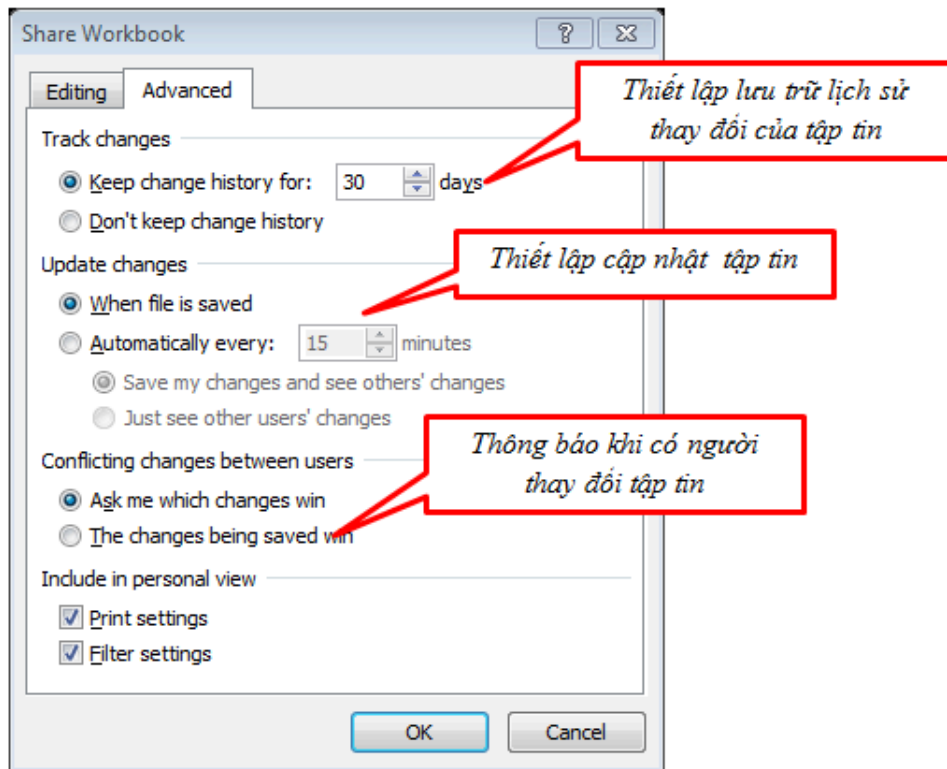 Share Workbook
Editing
Advanced
Thiết lập lưu trữ lịch sử
thay đổi của tập tin
Track changes
Keep change history for: 30 days
Don't keep change history
Update changes
Thiết lập cập nhật tập tin
When file is saved
Automatically every: 15 minutes
Save my changes and see others' changes
Just see other users' changes
Conflicting changes between users
Thông báo khi có người
thay đổi tập tin
Ask me which changes win
The changes being saved win
Include in personal view
Print settings
Filter settings
OK
Cancel